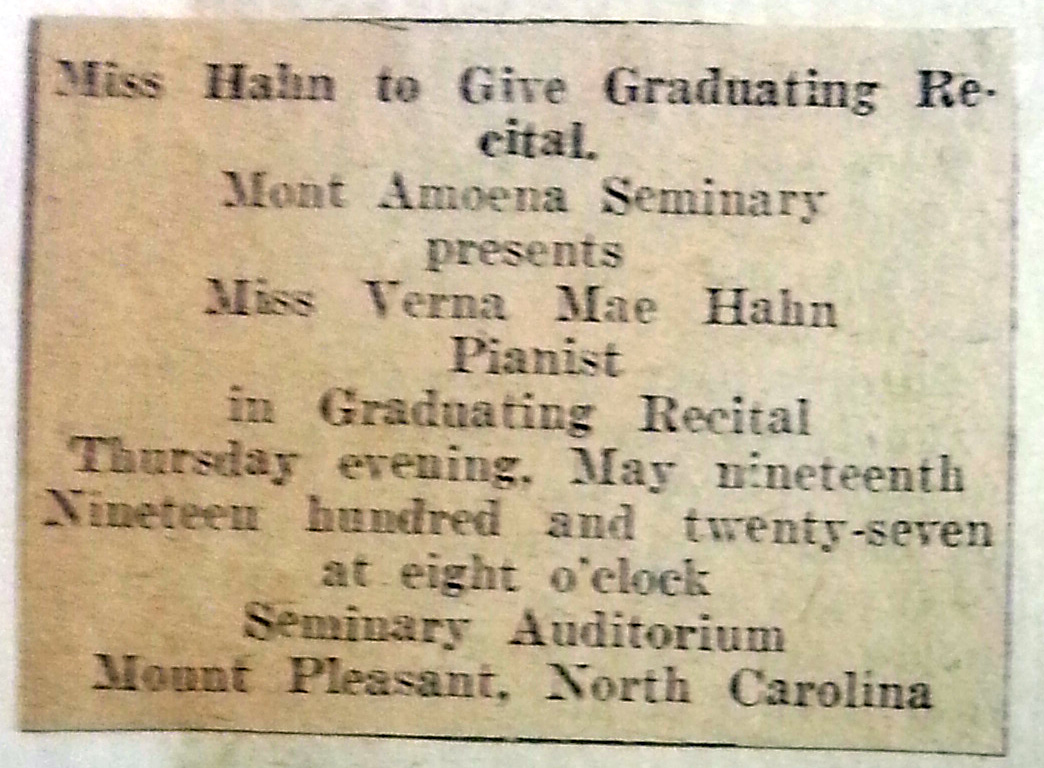 Miss Hahn to Give Graduating Re-
cital.
Mont Amoena Seminary
presents
Miss Verna Mae Hahn
Pianist
in Graduating Recital
Thursday evening, May nineteenth
Nineteen hundred and twenty-seven
at eight o'clock
Seminary Auditorium
Mount Pleasant, North Carolina